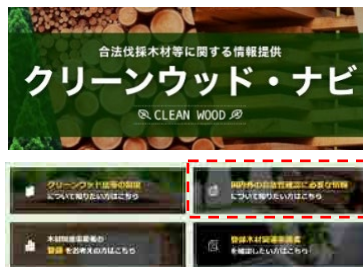 合法伐採木材等に関する情報提供
クリーンウッド・ナビ
CLEAN WOOD
クリーンウッド法等の制度
について知りたい方はこちら
国内外の合法性確認に必要な情報
について知りたい方はこちら
木材関連事業者の
登録をお考えの方はこちら
登録木材関連事業者
を確認したい方はこちら